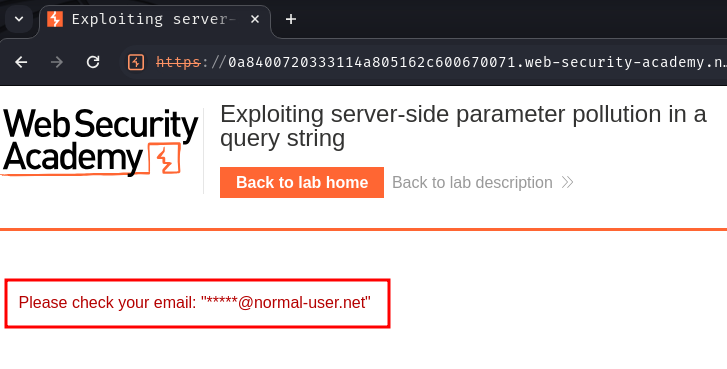 Exploiting server-
https://0a8400720333114a805162c600670071.web-security-academy.n…
Web Security
Academy
Exploiting server-side parameter pollution in a
query string
Back to lab home
Back to lab description
Please check your email: "*****@normal-user.net"